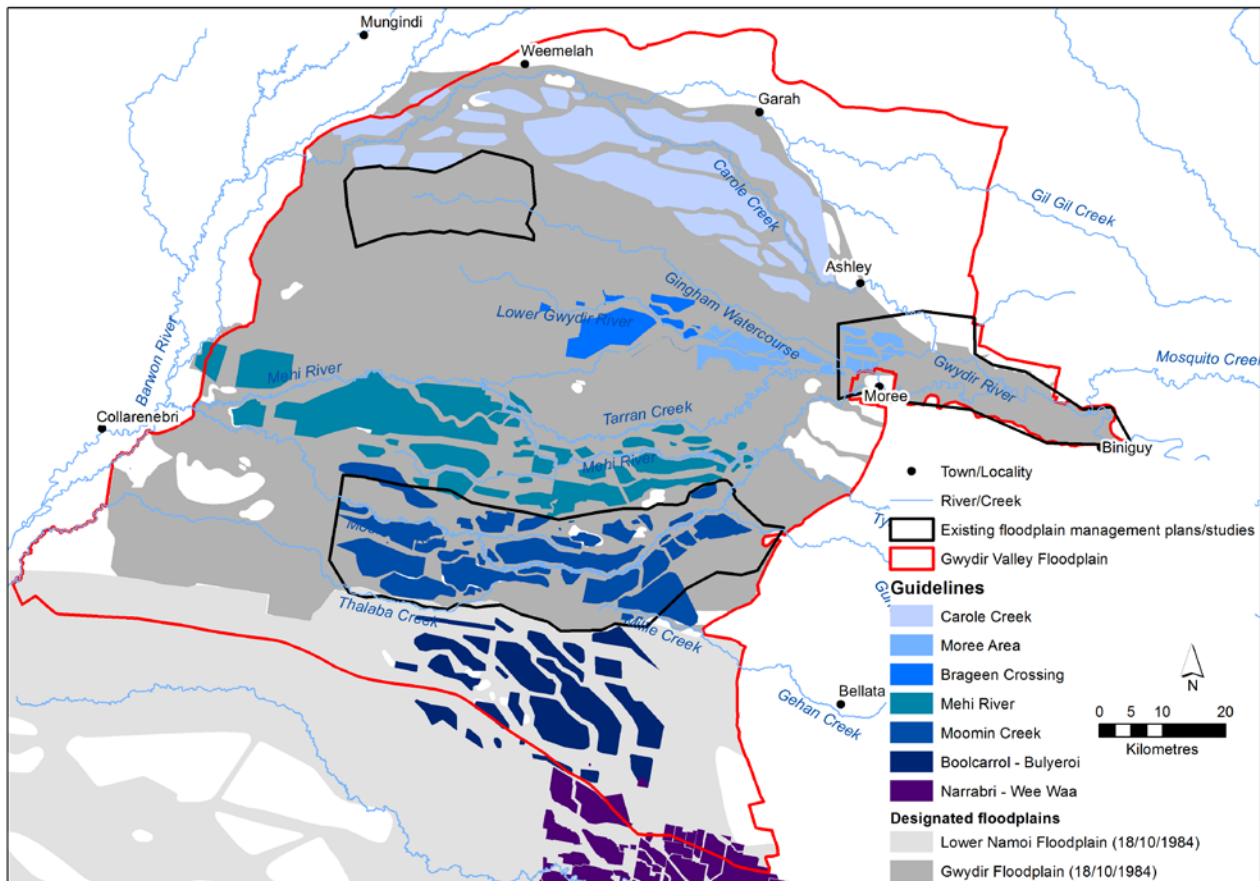 Mungindi
Weemelah
Garah
Carole Creek
Gil Gil Creek
Ashley
Gingham Watercourse
Lower Gwydir River
Barwon River
Mehi River
Gwydir River
Mosquito Creek
Moree
Collarenebri
Tarran Creek
Biniguy
Mehi River
Thalaba Creek
Creek
Gehan Creek
Bellata
Town/Locality
River/Creek
Existing floodplain management plans/studies
Gwydir Valley Floodplain
Guidelines
Carole Creek
Moree Area
Brageen Crossing
Mehi River
Moomin Creek
Boolcarrol - Bulyeroi
Narrabri - Wee Waa
Designated floodplains
Lower Namoi Floodplain (18/10/1984)
Gwydir Floodplain (18/10/1984)
N
0 5 10 20
Kilometres